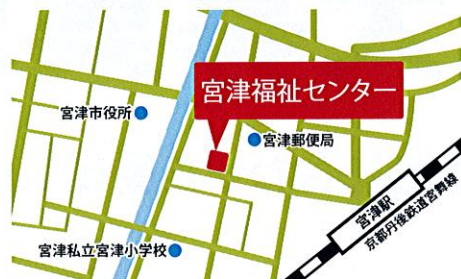 宮津福祉センター
宮津市役所
宮津郵便局
宮津駅
京都丹後鉄道宮舞線
宮津私立宮津小学校